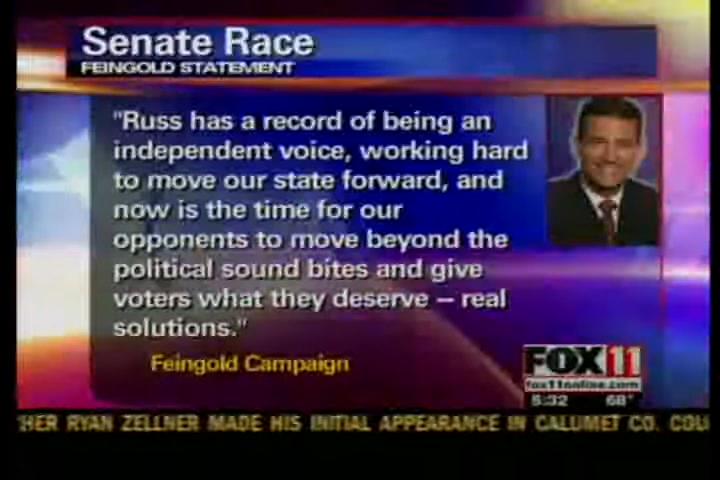 Senate Race
FEINGOLD STATEMENT
"Russ has a record of being an
independent voice, working hard
to move our state forward, and
now is the time for our
opponents to move beyond the
political sound bites and give
voters what they deserve – real
solutions."
Feingold Campaign
FOX 11
fox11online.com
5:32 68°
HER RYAN ZELLNER MADE HIS INITIAL APPEARANCE IN CALUMET CO. COU